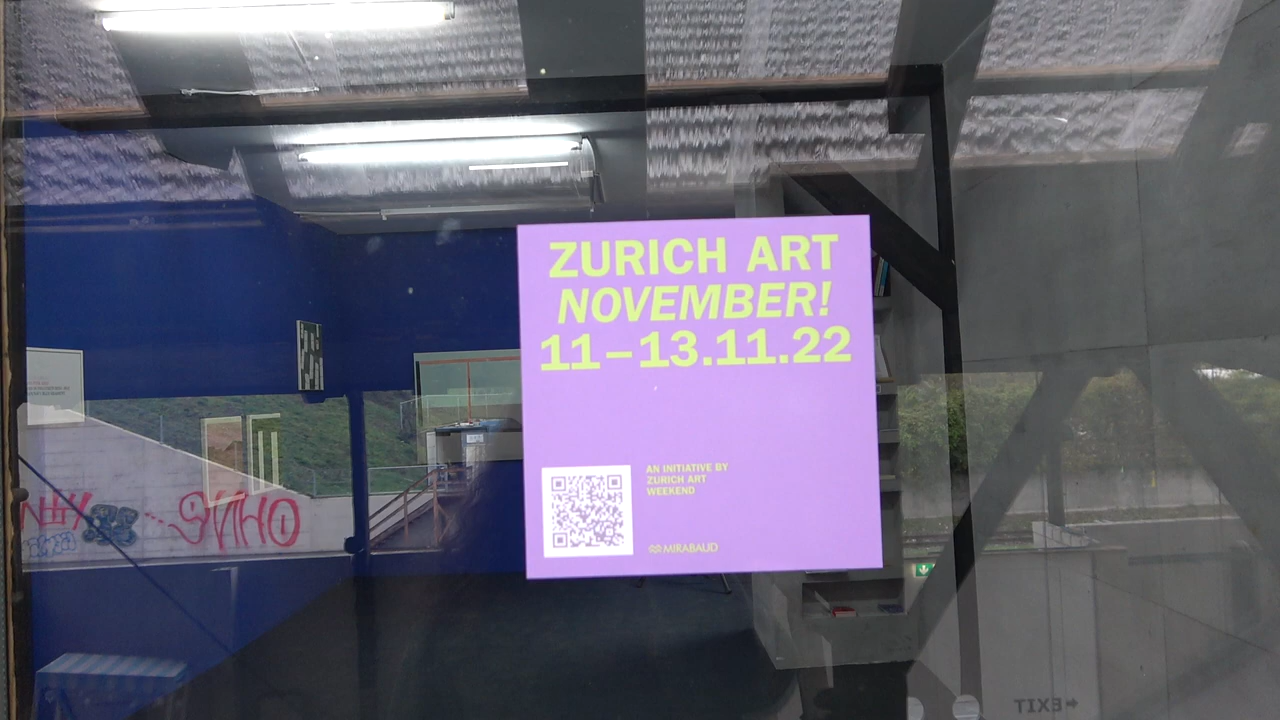 ZURICH ART
NOVEMBER!
11–13.11.22
AN INITIATIVE BY
ZURICH ART
WEEKEND
MIRABAUD
EXIT